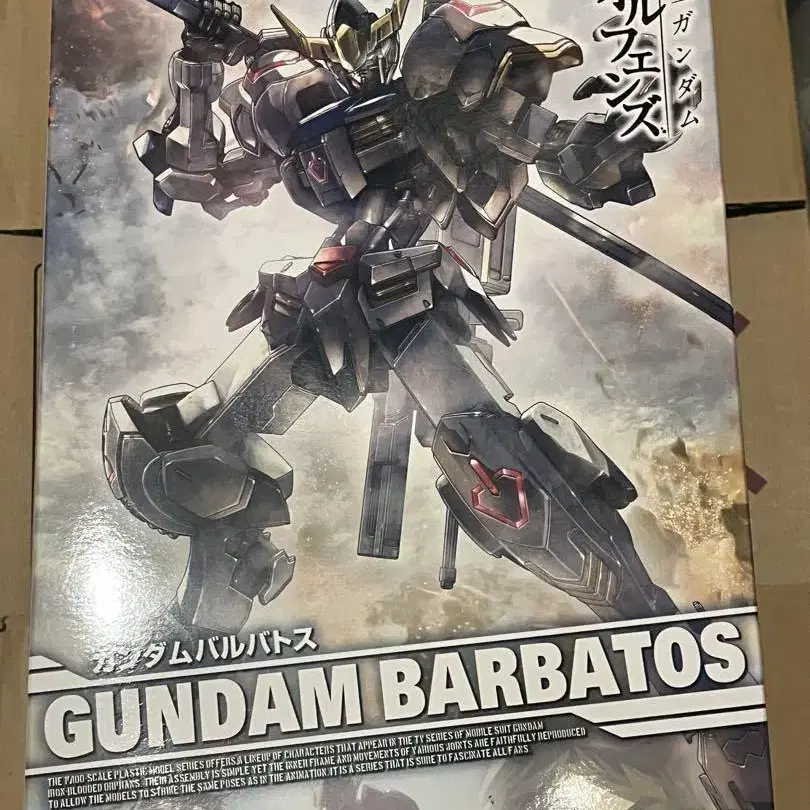 ガンダム
ルフェンズ
ガンダムバルバトス
GUNDAM BARBATOS
THE 1/100 SCALE PLASTIC MODEL SERIES OFFERS A LINEUP OF CHARACTERS THAT APPEAR IN THE TV SERIES OF MOBILE SUIT GUNDAM
IRON-BLOODED ORPHANS. THEIR ASSEMBLY IS SIMPLE YET THE INNER FRAME AND MOVEMENTS OF VARIOUS JOINTS ARE FAITHFULLY REPRODUCED
TO ALLOW THE MODELS TO STRIKE THE SAME POSES AS IN THE ANIMATION. IT IS A SERIES THAT IS SURE TO FASCINATE ALL FANS